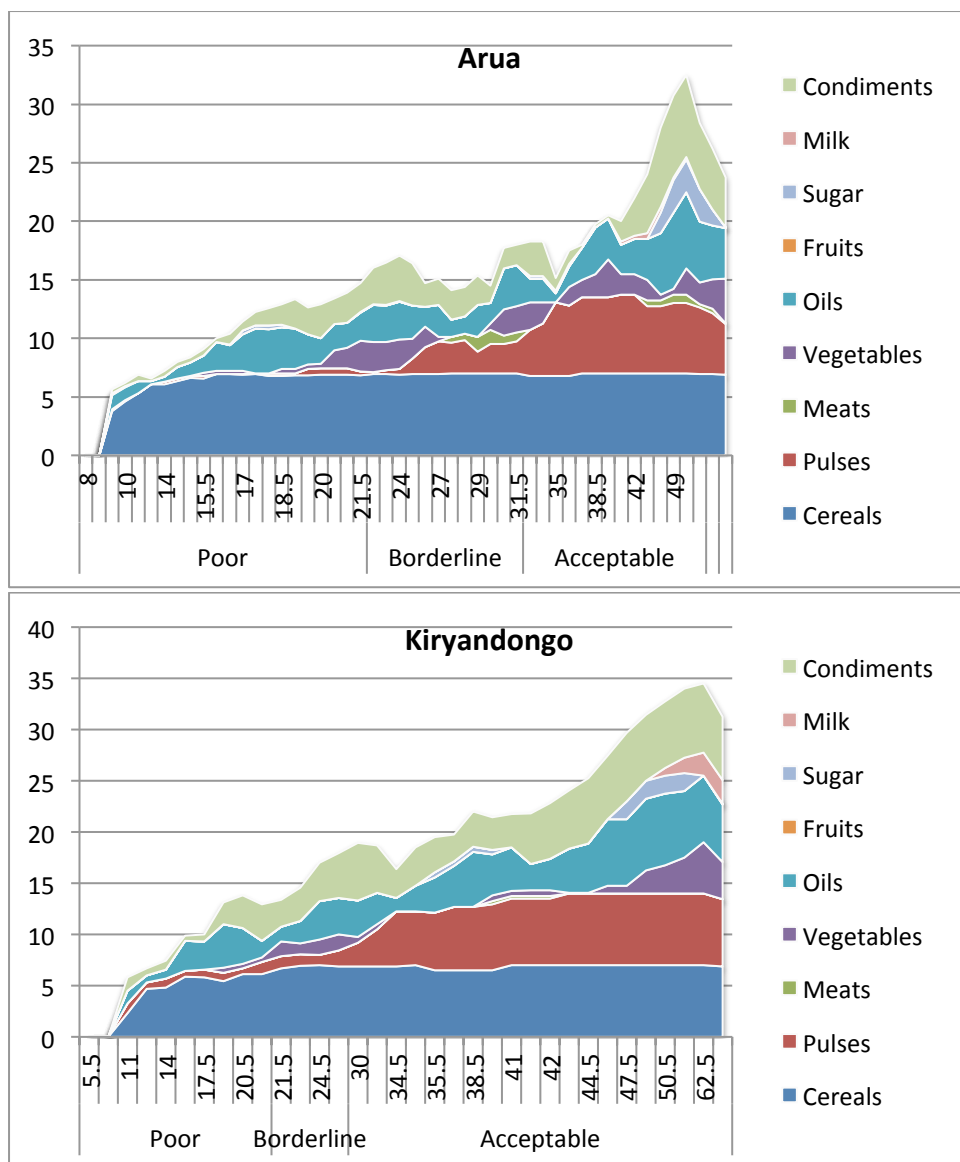 Arua
35
30
25
20
15
10
5
0
8 10 14 15.5 17 18.5 20 21.5 24 27 29 31.5 35 38.5 42 49
Poor Borderline Acceptable
Condiments
Milk
Sugar
Fruits
Oils
Vegetables
Meats
Pulses
Cereals
Kiryandongo
40
35
30
25
20
15
10
5
0
5.5 11 14 17.5 20.5 21.5 24.5 30 34.5 35.5 38.5 41 42 44.5 47.5 50.5 62.5
Poor Borderline Acceptable
Condiments
Milk
Sugar
Fruits
Oils
Vegetables
Meats
Pulses
Cereals